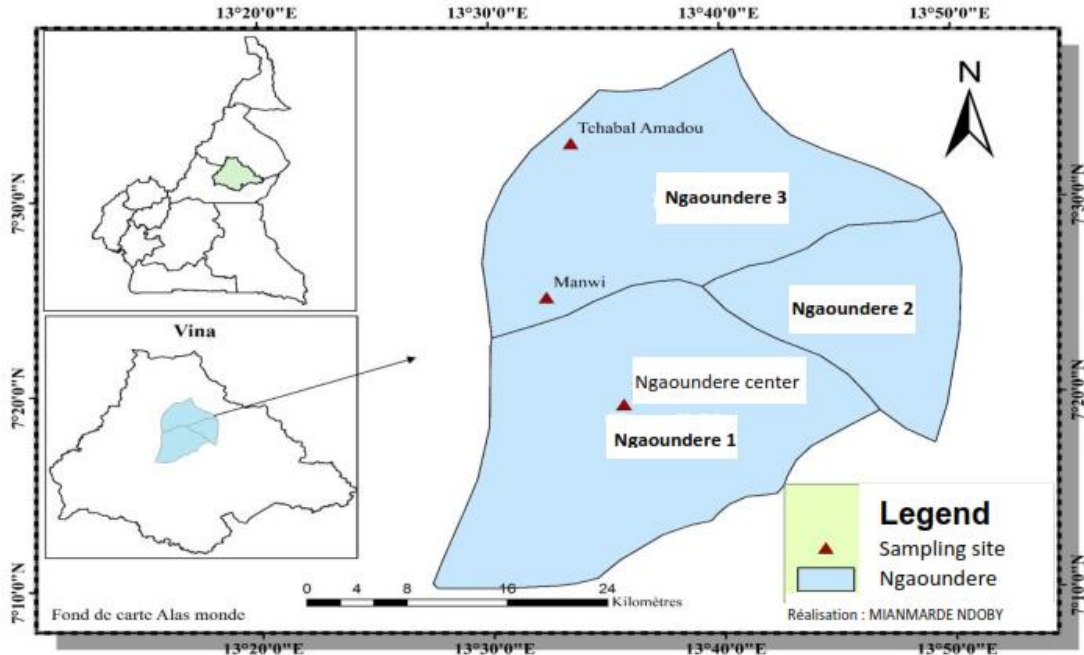 13°20'0"E 13°30'0"E 13°40'0"E 13°50'0"E
N
Tchabal Amadou
7°30'0"N
Ngaoundere 3
7°30'0"N
Manwi
Ngaoundere 2
Vina
Ngaoundere center
7°20'0"N
7°20'0"N
Ngaoundere 1
Legend
Sampling site
Ngaoundere
0 4 8 16 24
Kilomètres
7°10'0"N
7°10'0"N
Fond de carte Alas monde
Réalisation : MIANMARDE NDOBY
13°20'0"E 13°30'0"E 13°40'0"E 13°50'0"E